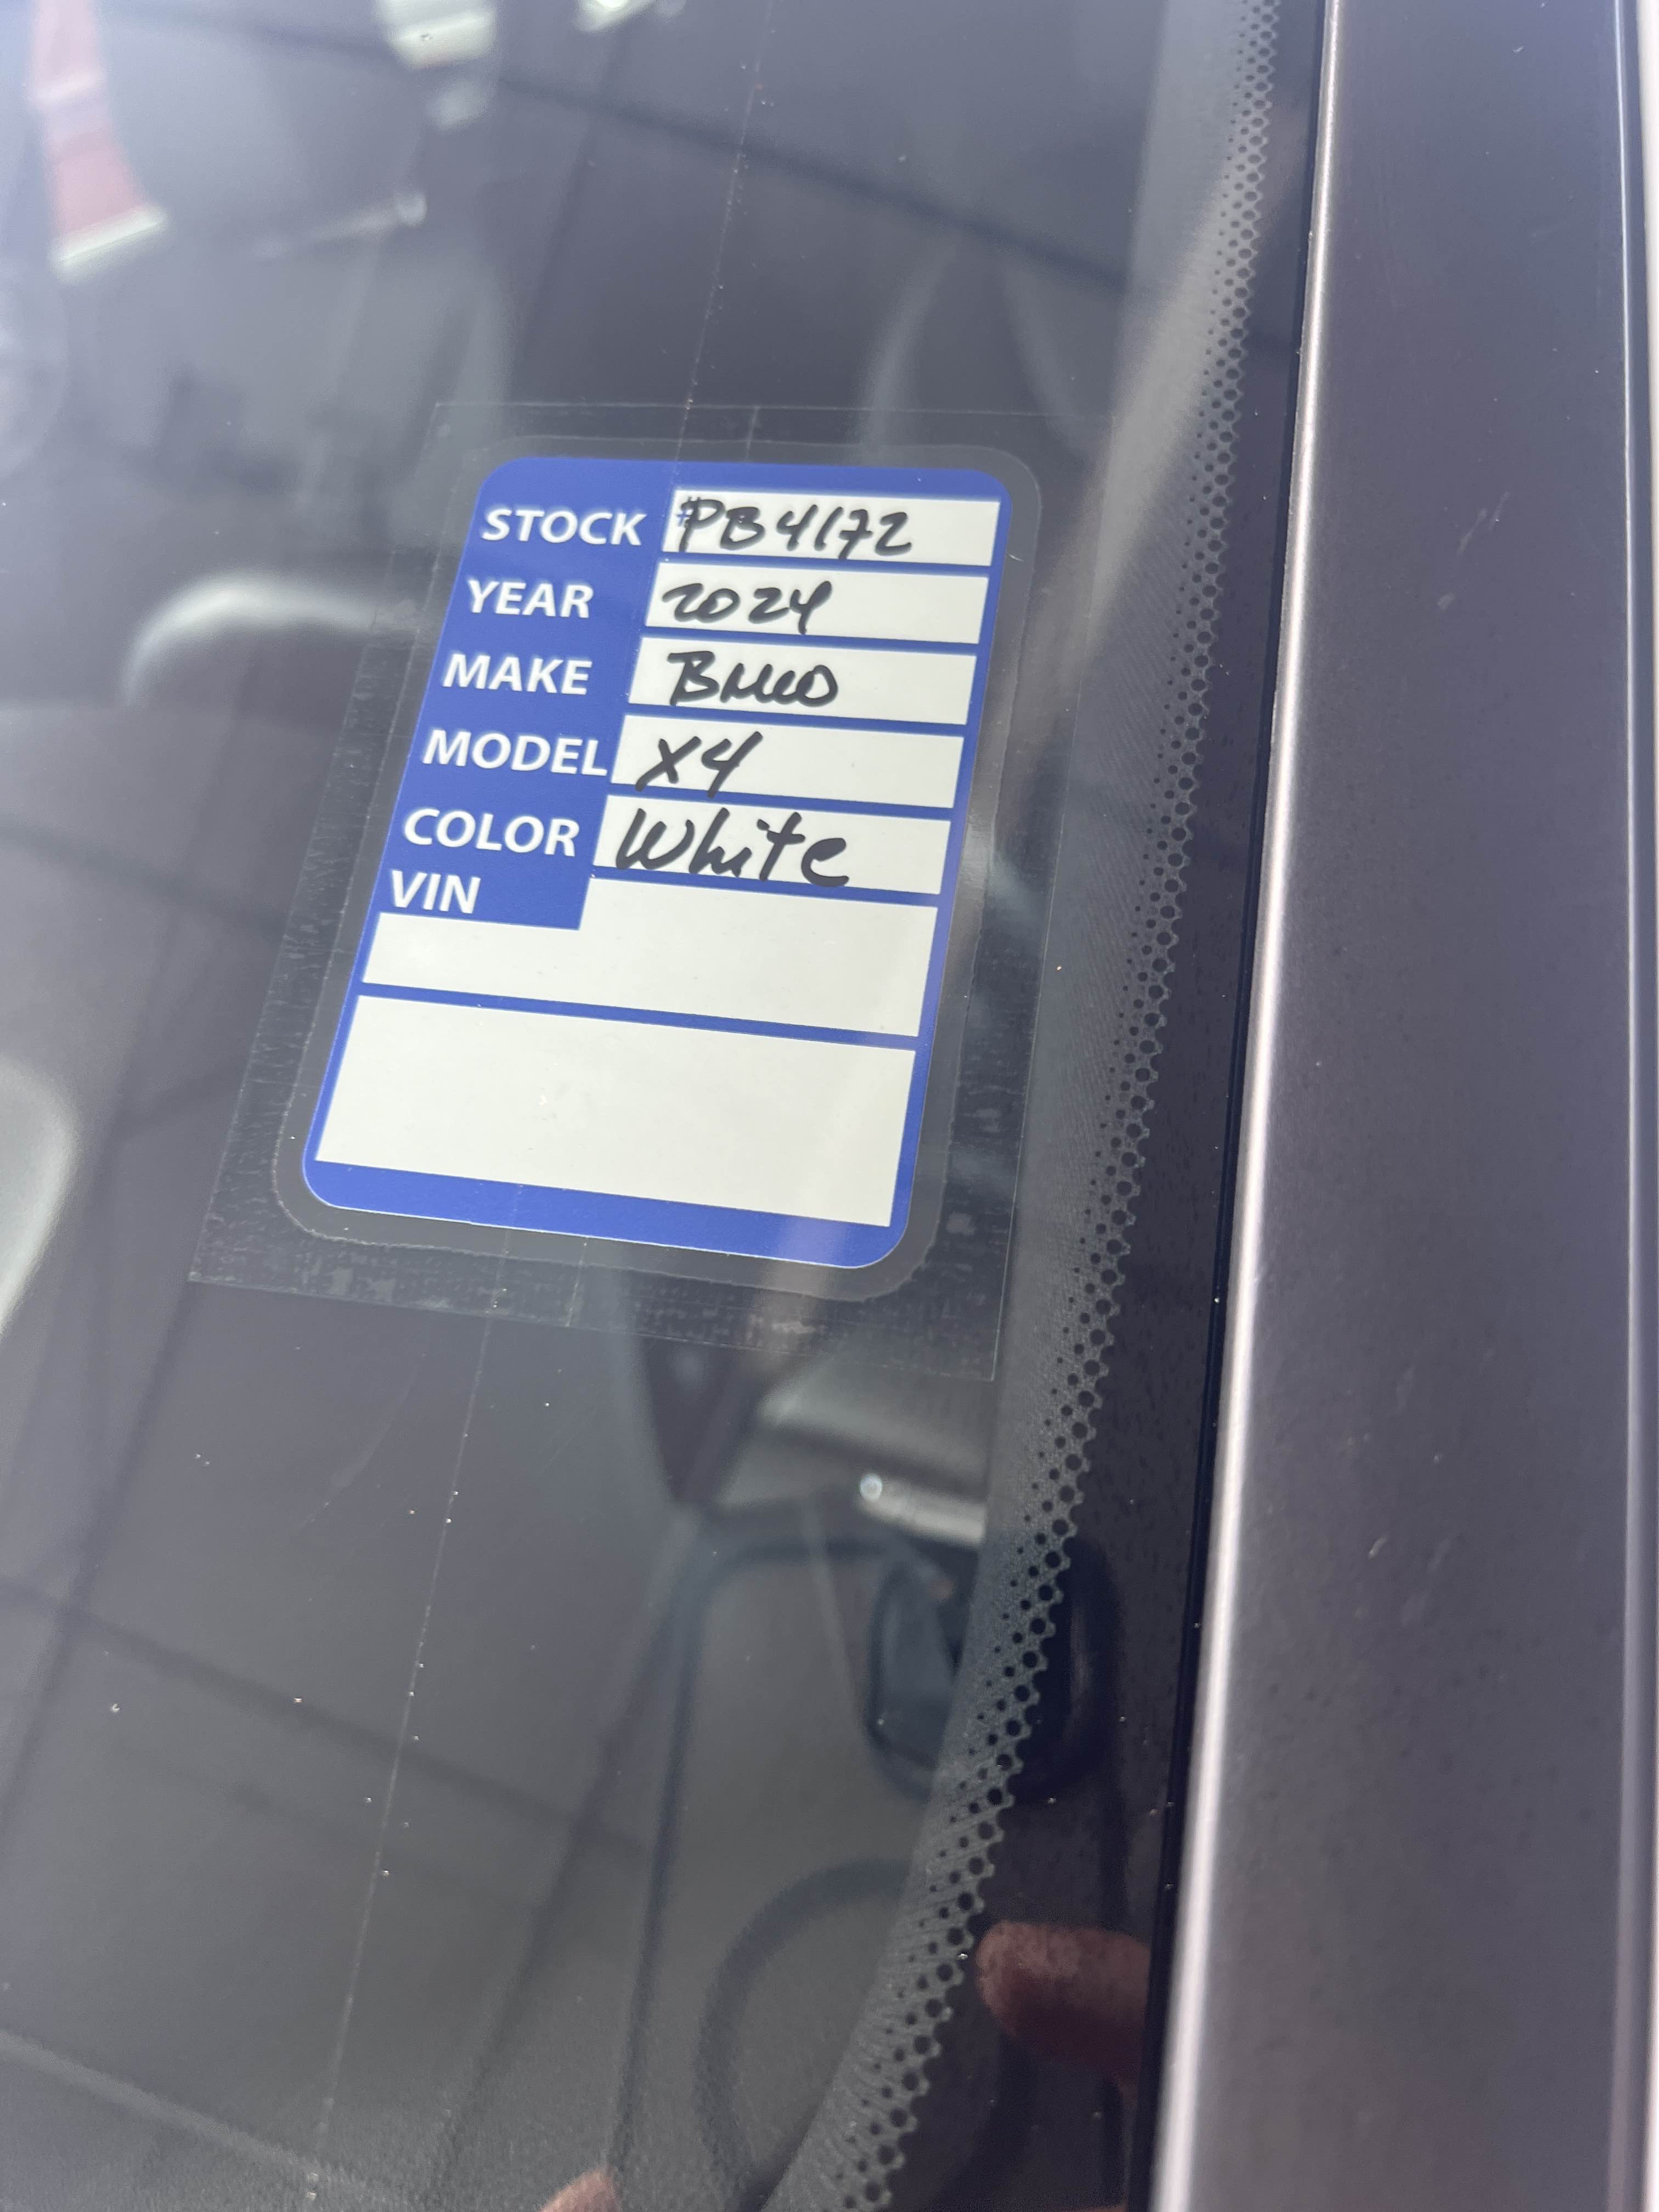 STOCK #PB4172
YEAR 2024
MAKE BMW
MODEL X4
COLOR White
VIN